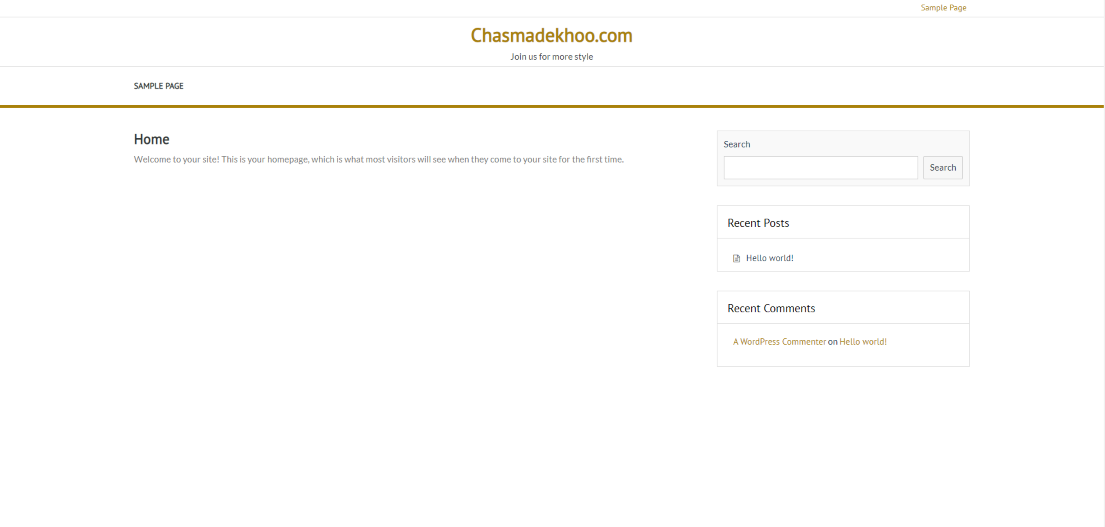 Sample Page
Chasmadekhoo.com
Join us for more style
SAMPLE PAGE
Home
Welcome to your site! This is your homepage, which is what most visitors will see when they come to your site for the first time.
Search
Search
Recent Posts
Hello world!
Recent Comments
A WordPress Commenter on Hello world!